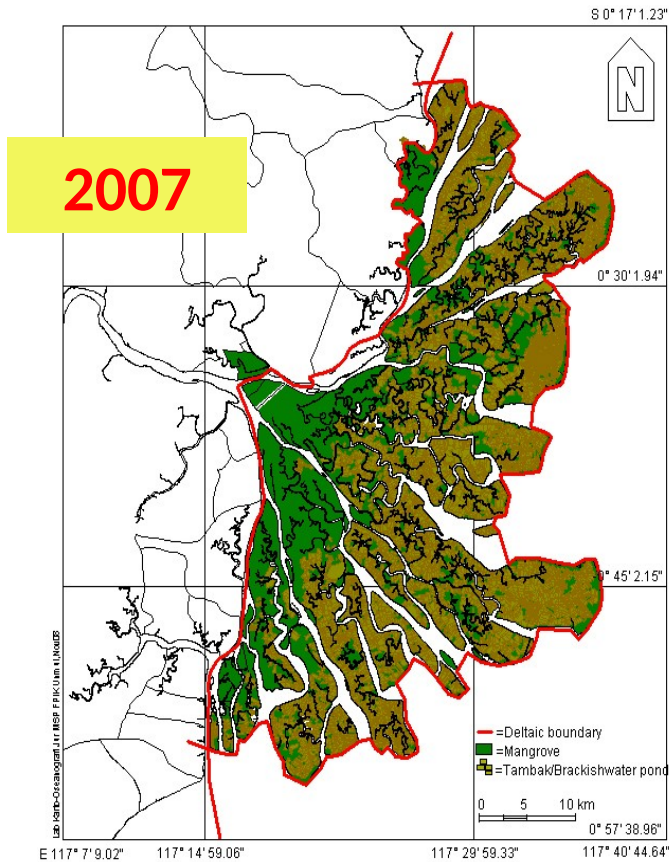 S 0° 17'1.23"
N
2007
0° 30'1.94"
0° 45'2.15"
=Deltaic boundary
=Mangrove
=Tambak/Brackishwater pond
0 5 10 km
0° 57'38.96"
E 117° 7'9.02" 117° 14'59.06" 117° 29'59.33" 117° 40'44.64"